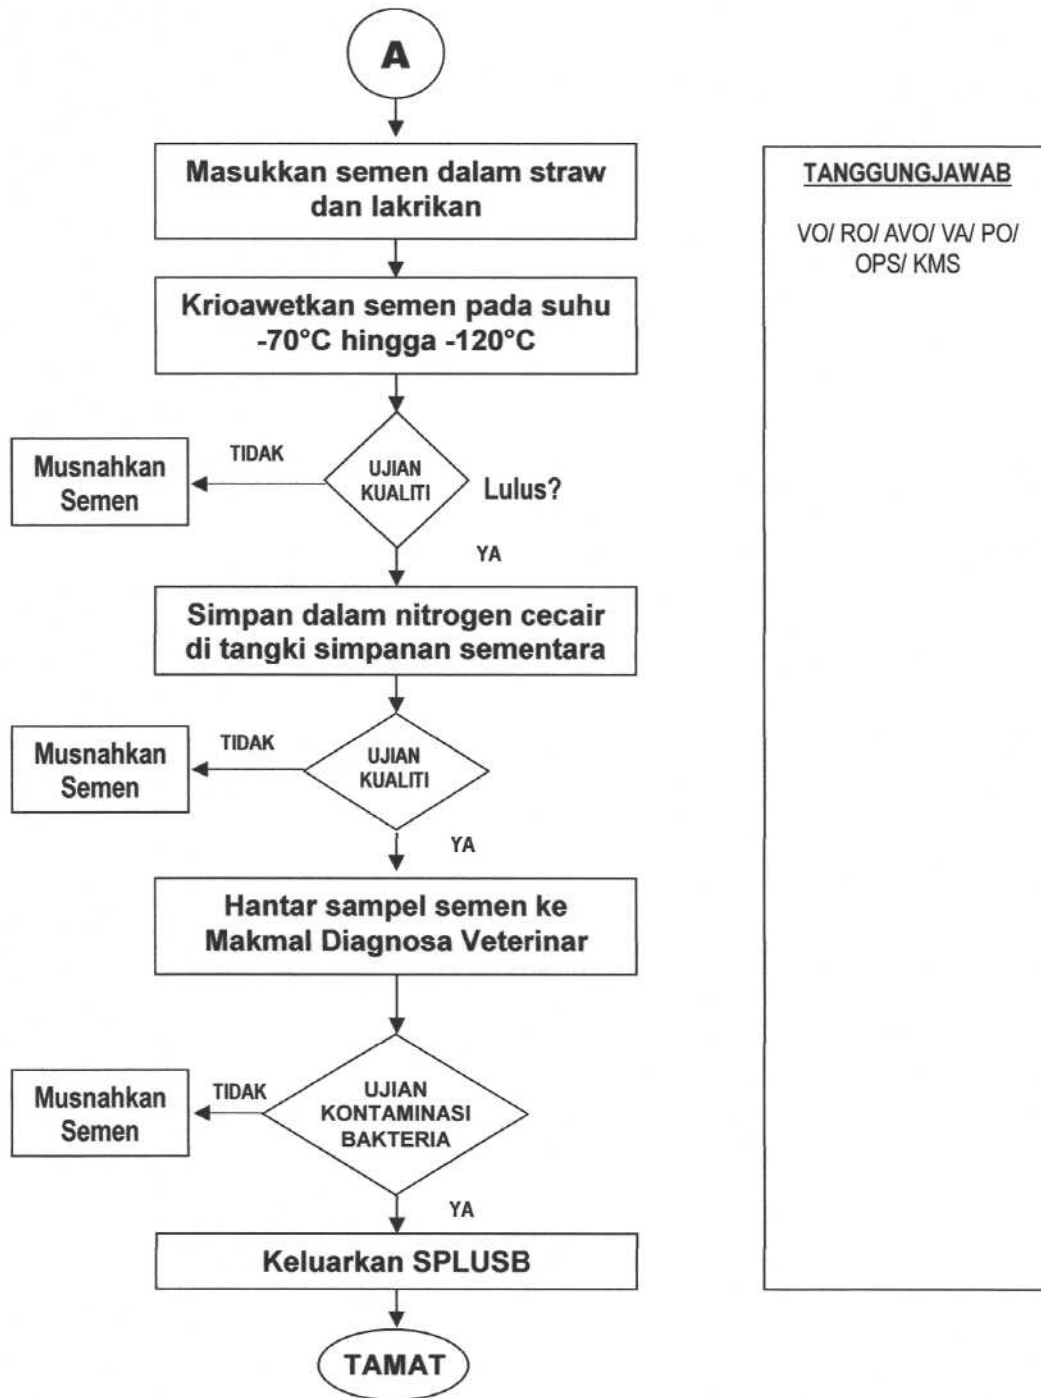 A
Masukkan semen dalam straw
dan lakrikan
TANGGUNGJAWAB
VO/ RO/ AVO/ VA/ PO/
OPS/ KMS
Krioawetkan semen pada suhu
-70°C hingga -120°C
Musnahkan
Semen
TIDAK
UJIAN
KUALITI
Lulus?
YA
Simpan dalam nitrogen cecair
di tangki simpanan sementara
Musnahkan
Semen
TIDAK
UJIAN
KUALITI
YA
Hantar sampel semen ke
Makmal Diagnosa Veterinar
Musnahkan
Semen
TIDAK
UJIAN
KONTAMINASI
BAKTERIA
YA
Keluarkan SPLUSB
TAMAT